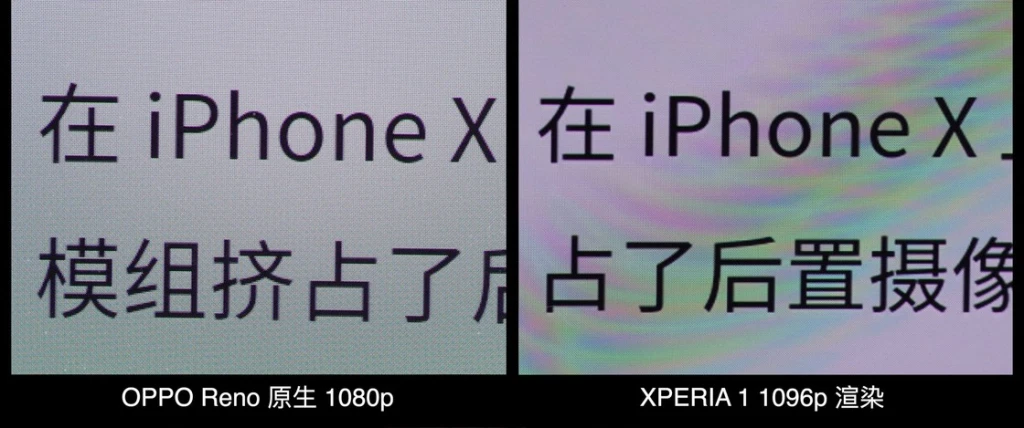 在 iPhone X
模组挤占了后
在 iPhone X
占了后置摄像
OPPO Reno 原生 1080p
XPERIA 1 1096p 渲染